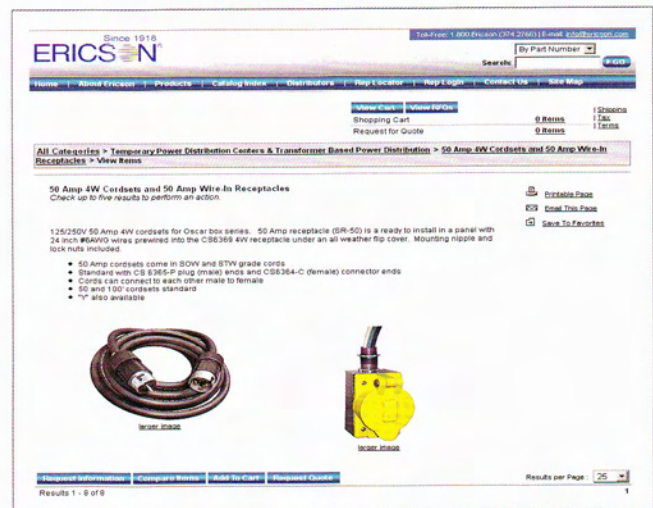 Since 1918
ERICSON®
Toll-Free: 1.800.Ericson (374.2766) | E-mail: info@ericson.com
By Part Number
Search: GO
Home | About Ericson | Products | Catalog Index | Distributors | Rep Locator | Rep Login | Contact Us | Site Map
View Cart View RFQs
Shopping Cart 0 Items
Request for Quote 0 Items
| Shipping
| Tax
| Terms
All Categories > Temporary Power Distribution Centers & Transformer Based Power Distribution > 50 Amp 4W Cordsets and 50 Amp Wire-In
Receptacles > View Items
50 Amp 4W Cordsets and 50 Amp Wire-In Receptacles
Check up to five results to perform an action.
Printable Page
Email This Page
Save To Favorites
125/250V 50 Amp 4W cordsets for Oscar box series. 50 Amp receptacle (SR-50) is a ready to install in a panel with
24 inch #6AWG wires prewired into the CS6369 4W receptacle under an all weather flip cover. Mounting nipple and
lock nuts included.
50 Amp cordsets come in SOW and STW grade cords
Standard with CS 6365-P plug (male) ends and CS6364-C (female) connector ends
Cords can connect to each other male to female
50 and 100' cordsets standard
"Y" also available
larger image
larger image
Request Information Compare Items Add To Cart Request Quote
Results per Page: 25
Results 1 - 8 of 8
1